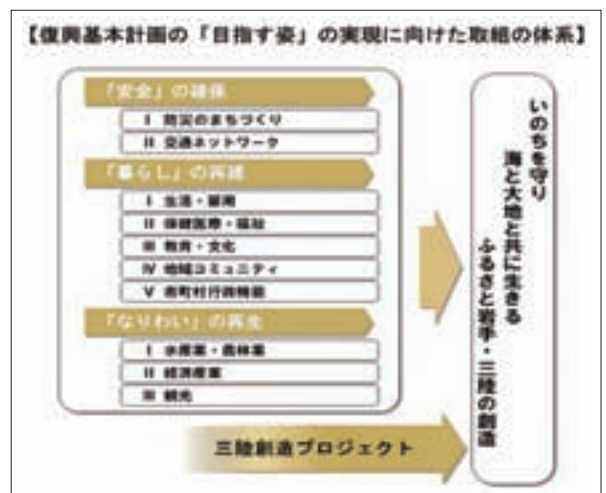 【復興基本計画の「目指す姿」の実現に向けた取組の体系】
「安全」の確保
Ⅰ 防災のまちづくり
Ⅱ 交通ネットワーク
「暮らし」の再建
Ⅰ 生活・雇用
Ⅱ 保健医療・福祉
Ⅲ 教育・文化
Ⅳ 地域コミュニティ
Ⅴ 市町村行政機能
「なりわい」の再生
Ⅰ 水産業・農林業
Ⅱ 経済産業
Ⅲ 観光
三陸創造プロジェクト
いのちを守り
海と大地と共に生きる
ふるさと岩手・三陸の創造